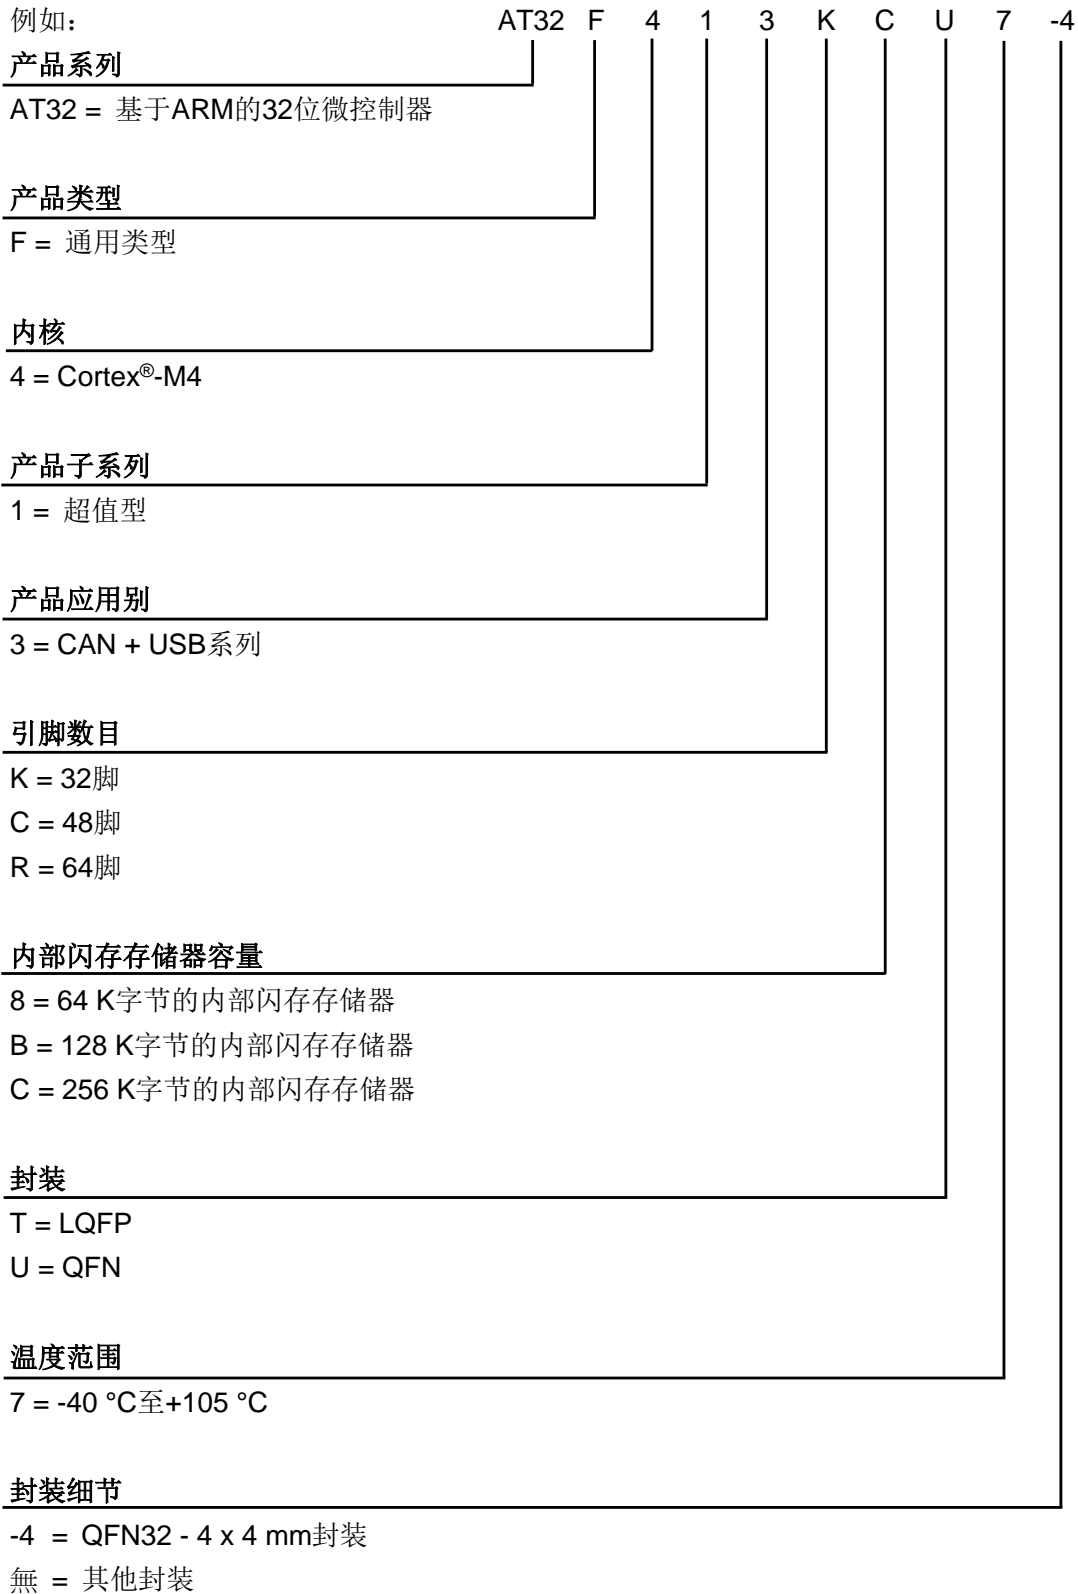 例如: AT32 F 4 1 3 K C U 7 -4
产品系列
AT32 = 基于ARM的32位微控制器
产品类型
F = 通用类型
内核
4 = Cortex®-M4
产品子系列
1 = 超值型
产品应用别
3 = CAN + USB系列
引脚数目
K = 32脚
C = 48脚
R = 64脚
内部闪存存储器容量
8 = 64 K字节的内部闪存存储器
B = 128 K字节的内部闪存存储器
C = 256 K字节的内部闪存存储器
封装
T = LQFP
U = QFN
温度范围
7 = -40 °C至+105 °C
封装细节
-4 = QFN32 - 4 x 4 mm封装
無 = 其他封装